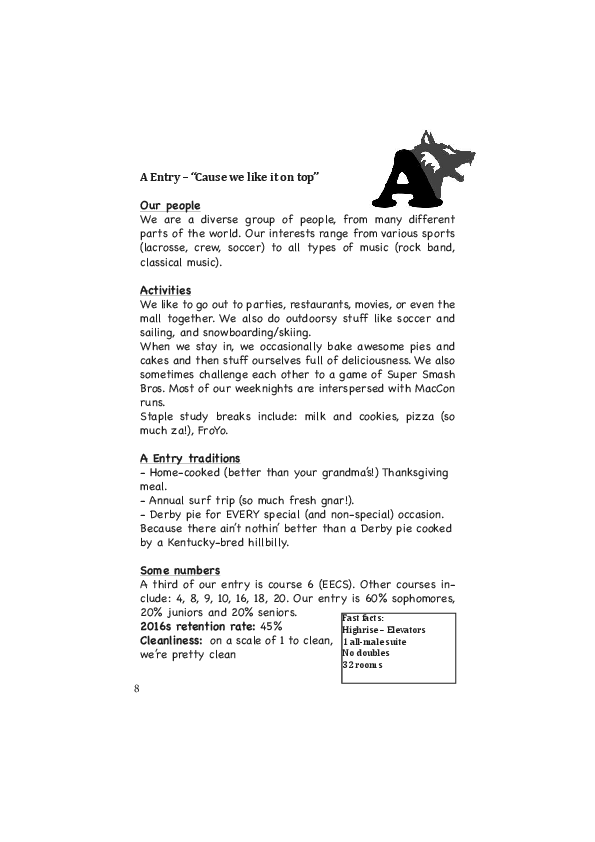 A
A Entry – “Cause we like it on top”
Our people
We are a diverse group of people, from many different
parts of the world. Our interests range from various sports
(lacrosse, crew, soccer) to all types of music (rock band,
classical music).
Activities
We like to go out to parties, restaurants, movies, or even the
mall together. We also do outdoorsy stuff like soccer and
sailing, and snowboarding/skiing.
When we stay in, we occasionally bake awesome pies and
cakes and then stuff ourselves full of deliciousness. We also
sometimes challenge each other to a game of Super Smash
Bros. Most of our weeknights are interspersed with MacCon
runs.
Staple study breaks include: milk and cookies, pizza (so
much za!), FroYo.
A Entry traditions
- Home-cooked (better than your grandma's!) Thanksgiving
meal.
- Annual surf trip (so much fresh gnar!).
- Derby pie for EVERY special (and non-special) occasion.
Because there ain't nothin' better than a Derby pie cooked
by a Kentucky-bred hillbilly.
Some numbers
A third of our entry is course 6 (EECS). Other courses in-
clude: 4, 8, 9, 10, 16, 18, 20. Our entry is 60% sophomores,
20% juniors and 20% seniors.
2016s retention rate: 45%
Cleanliness: on a scale of 1 to clean,
we're pretty clean
Fast facts:
Highrise – Elevators
1 all-male suite
No doubles
32 rooms
8